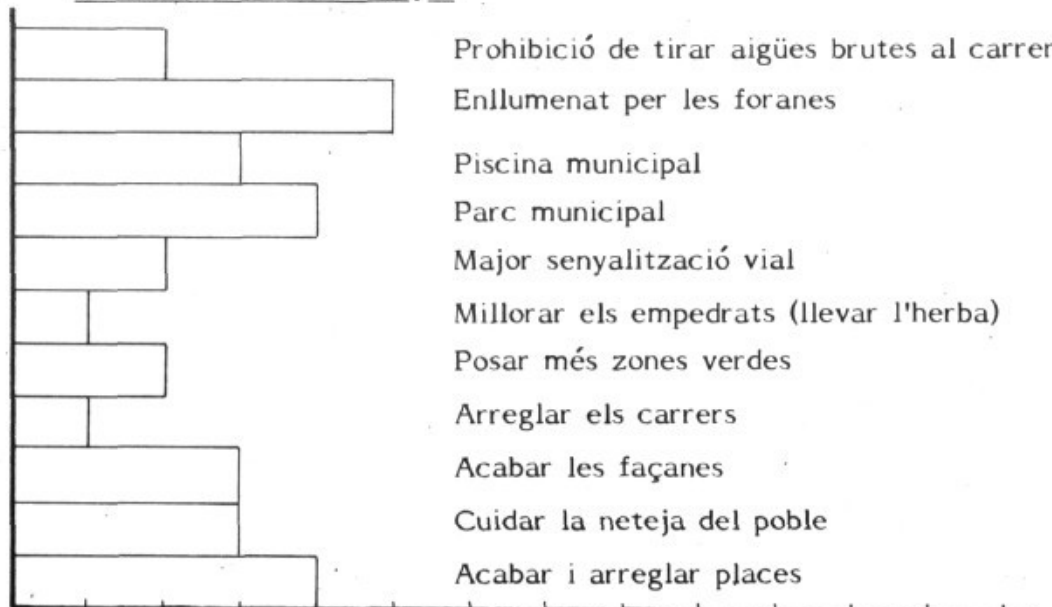 Prohibició de tirar aigües brutes al carrer
Enllumenat per les foranes
Piscina municipal
Parc municipal
Major senyalització vial
Millorar els empedrats (llevar l'herba)
Posar més zones verdes
Arreglar els carrers
Acabar les façanes
Cuidar la neteja del poble
Acabar i arreglar places